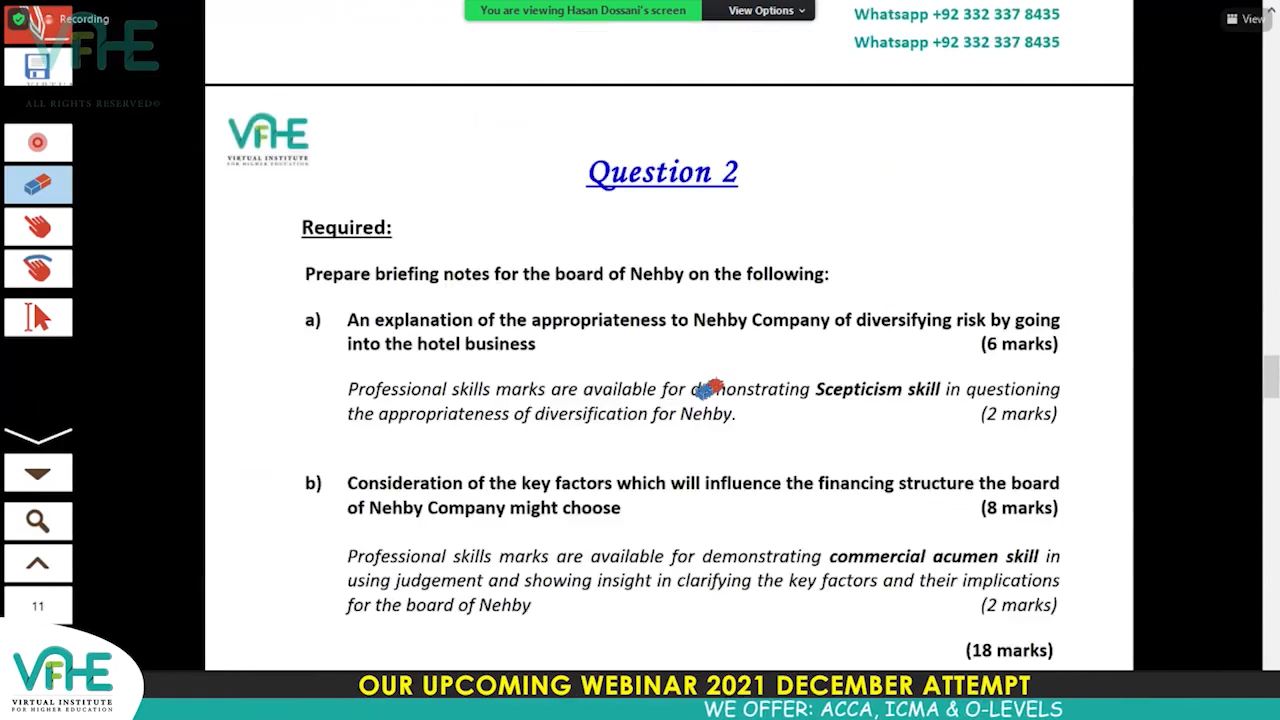 Recording
You are viewing Hasan Dossani's screen
View Options
View
Whatsapp +92 332 337 8435
Whatsapp +92 332 337 8435
VFHE
ALL RIGHTS RESERVED©
VFHE
VIRTUAL INSTITUTE
FOR HIGHER EDUCATION
Question 2
Required:
Prepare briefing notes for the board of Nehby on the following:
a) An explanation of the appropriateness to Nehby Company of diversifying risk by going
into the hotel business (6 marks)
Professional skills marks are available for demonstrating Scepticism skill in questioning
the appropriateness of diversification for Nehby. (2 marks)
b) Consideration of the key factors which will influence the financing structure the board
of Nehby Company might choose (8 marks)
Professional skills marks are available for demonstrating commercial acumen skill in
using judgement and showing insight in clarifying the key factors and their implications
for the board of Nehby (2 marks)
(18 marks)
11
VFHE
VIRTUAL INSTITUTE
FOR HIGHER EDUCATION
OUR UPCOMING WEBINAR 2021 DECEMBER ATTEMPT
WE OFFER: ACCA, ICMA & O-LEVELS